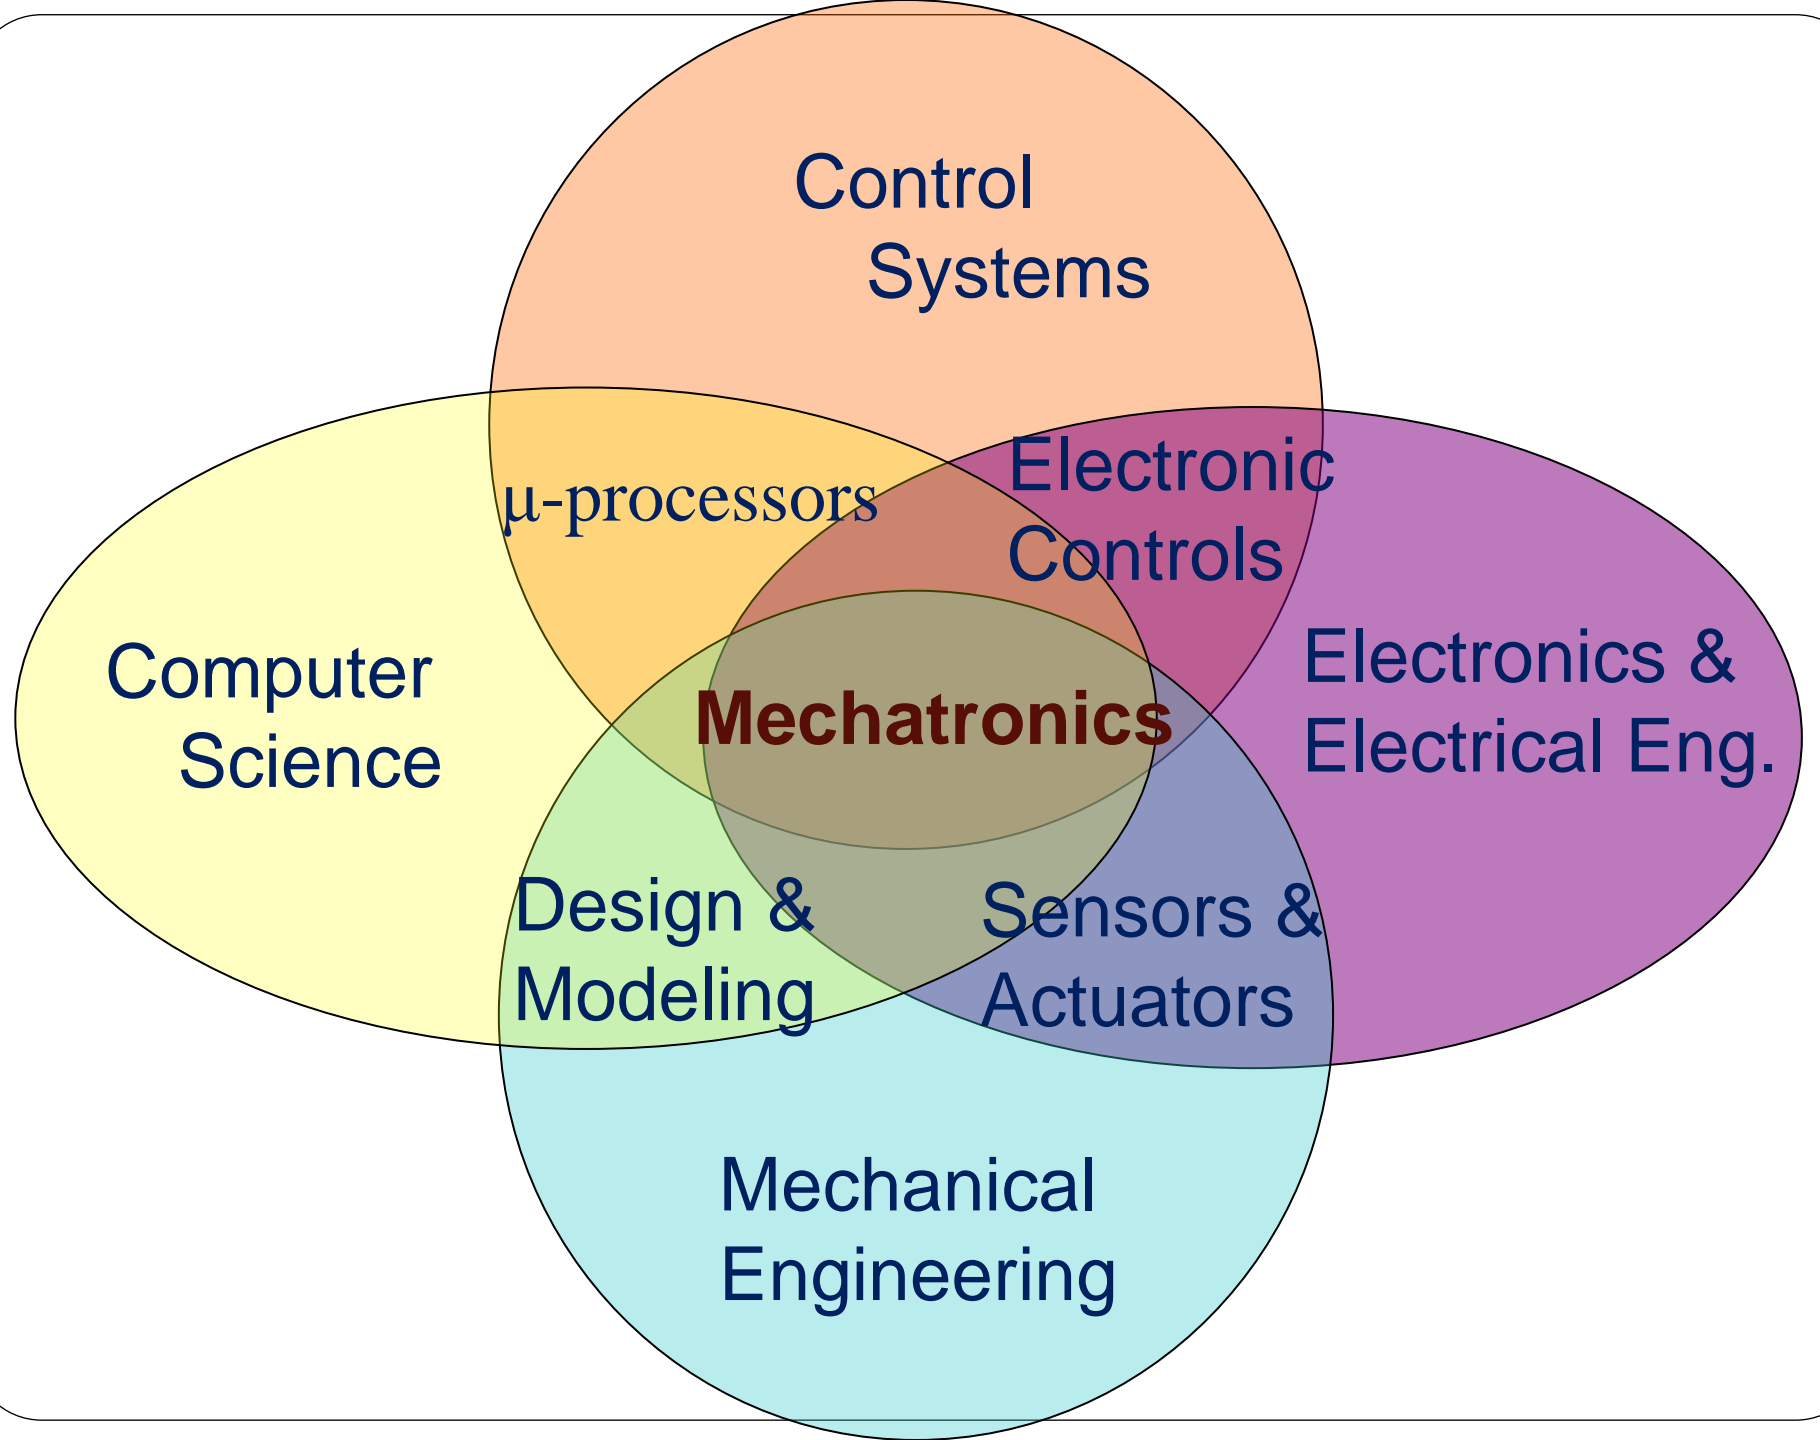 Control
Systems
μ-processors
Electronic
Controls
Computer
Science
Mechatronics
Electronics &
Electrical Eng.
Design &
Modeling
Sensors &
Actuators
Mechanical
Engineering